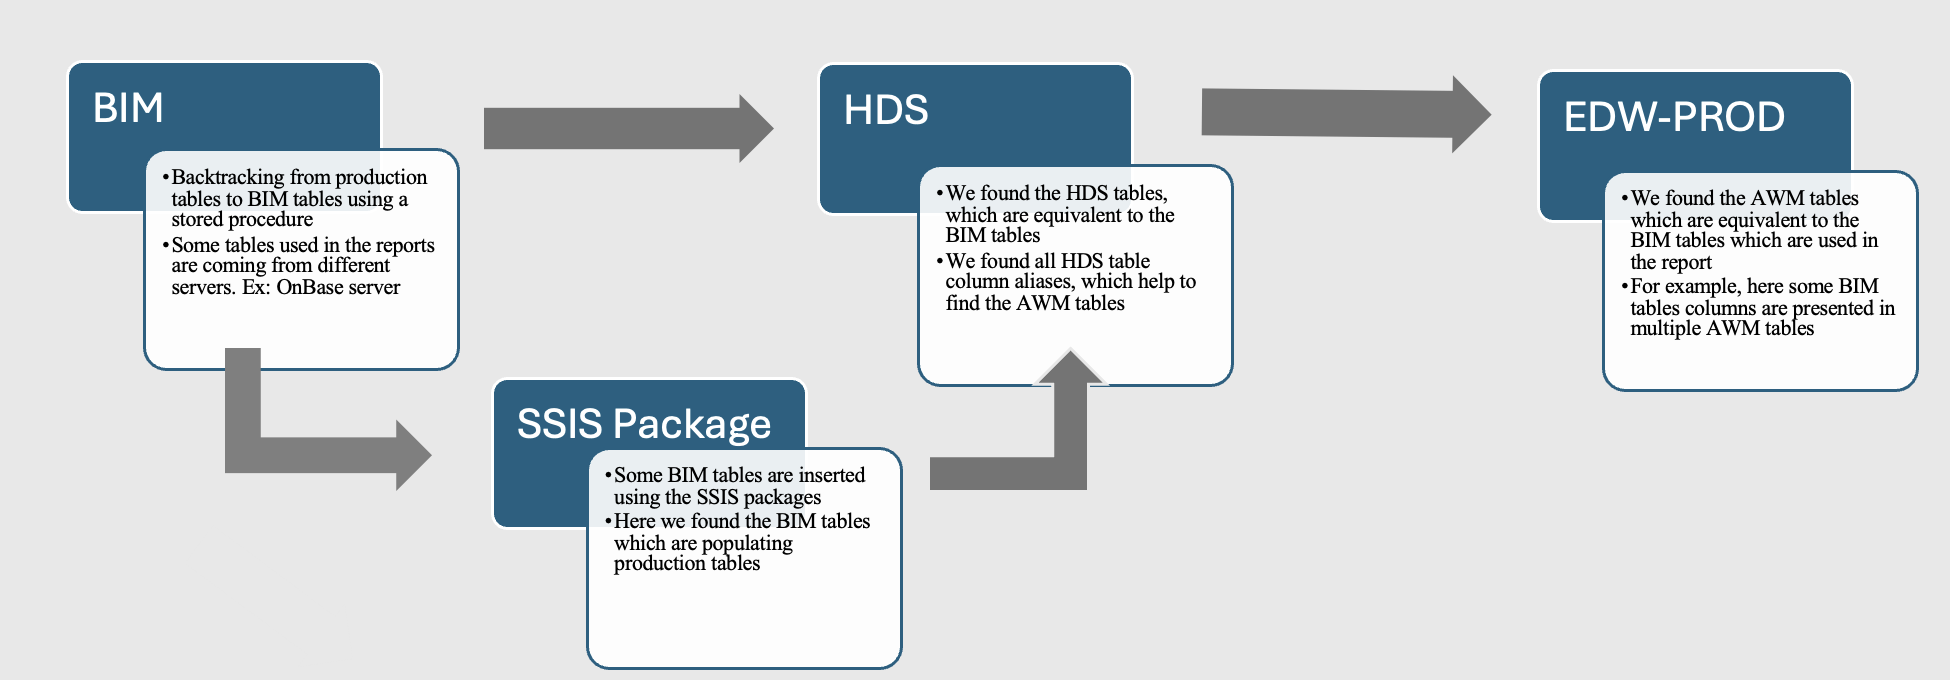 BIM
•Backtracking from production
tables to BIM tables using a
stored procedure
•Some tables used in the reports
are coming from different
servers. Ex: OnBase server
SSIS Package
•Some BIM tables are inserted
using the SSIS packages
•Here we found the BIM tables
which are populating
production tables
HDS
•We found the HDS tables,
which are equivalent to the
BIM tables
•We found all HDS table
column aliases, which help to
find the AWM tables
EDW-PROD
•We found the AWM tables
which are equivalent to the
BIM tables which are used in
the report
•For example, here some BIM
tables columns are presented in
multiple AWM tables